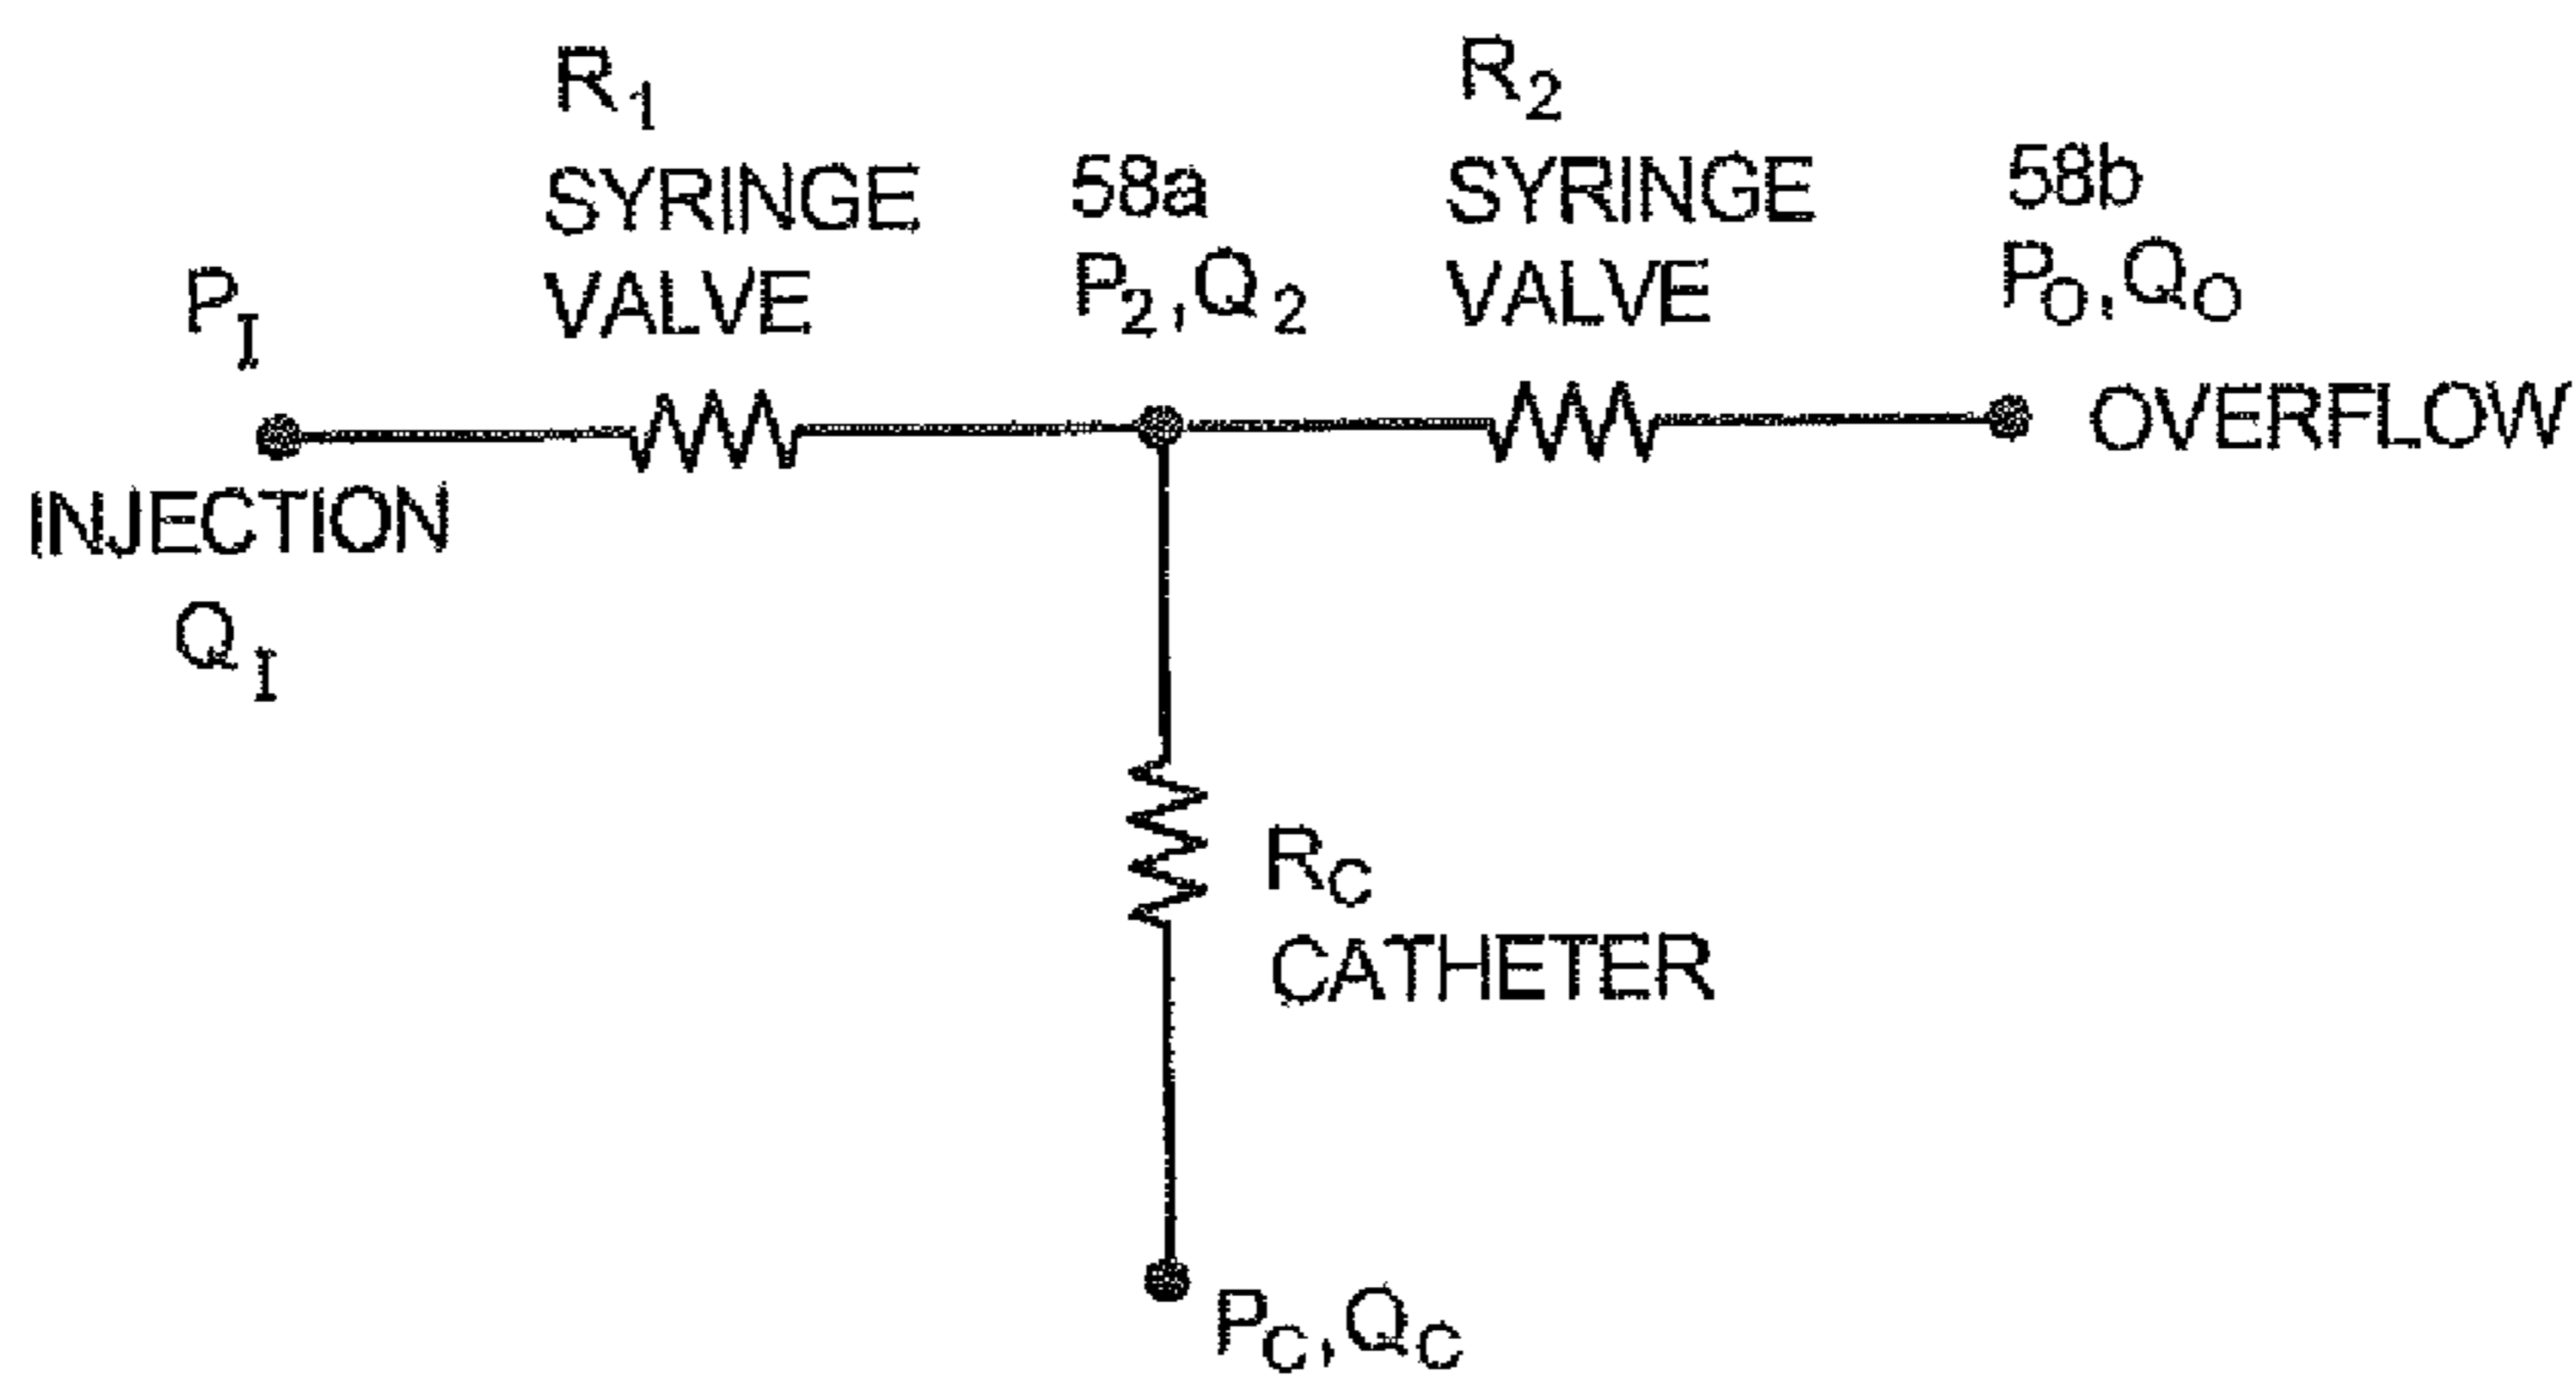 R1
SYRINGE
VALVE
PI
INJECTION
QI
58a
P2,Q2
R2
SYRINGE
VALVE
58b
PO,QO
OVERFLOW
RC
CATHETER
PC,QC